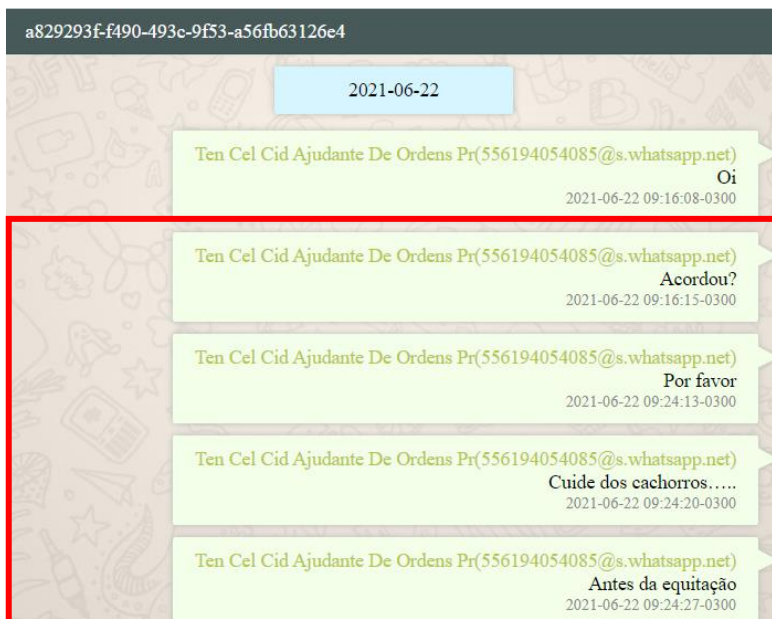 a829293f-f490-493c-9f53-a56fb63126e4
2021-06-22
Ten Cel Cid Ajudante De Ordens Pr(556194054085@s.whatsapp.net)
Oi
2021-06-22 09:16:08-0300
Ten Cel Cid Ajudante De Ordens Pr(556194054085@s.whatsapp.net)
Acordou?
2021-06-22 09:16:15-0300
Ten Cel Cid Ajudante De Ordens Pr(556194054085@s.whatsapp.net)
Por favor
2021-06-22 09:24:13-0300
Ten Cel Cid Ajudante De Ordens Pr(556194054085@s.whatsapp.net)
Cuide dos cachorros…..
2021-06-22 09:24:20-0300
Ten Cel Cid Ajudante De Ordens Pr(556194054085@s.whatsapp.net)
Antes da equitação
2021-06-22 09:24:27-0300